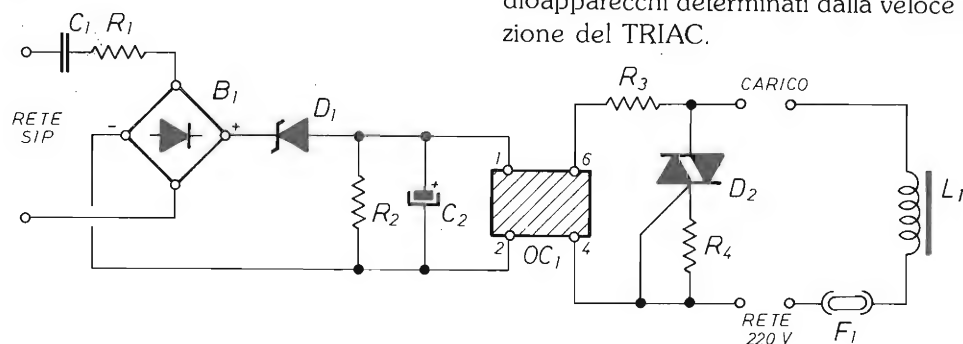 dioapparecchi determinati dalla veloce
zione del TRIAC.
C1 R1
RETE
SIP
B1
- +
D1
R2
+
C2
1 6
2 4
OC1
R3
D2
R4
CARICO
L1
RETE
220 V
F1